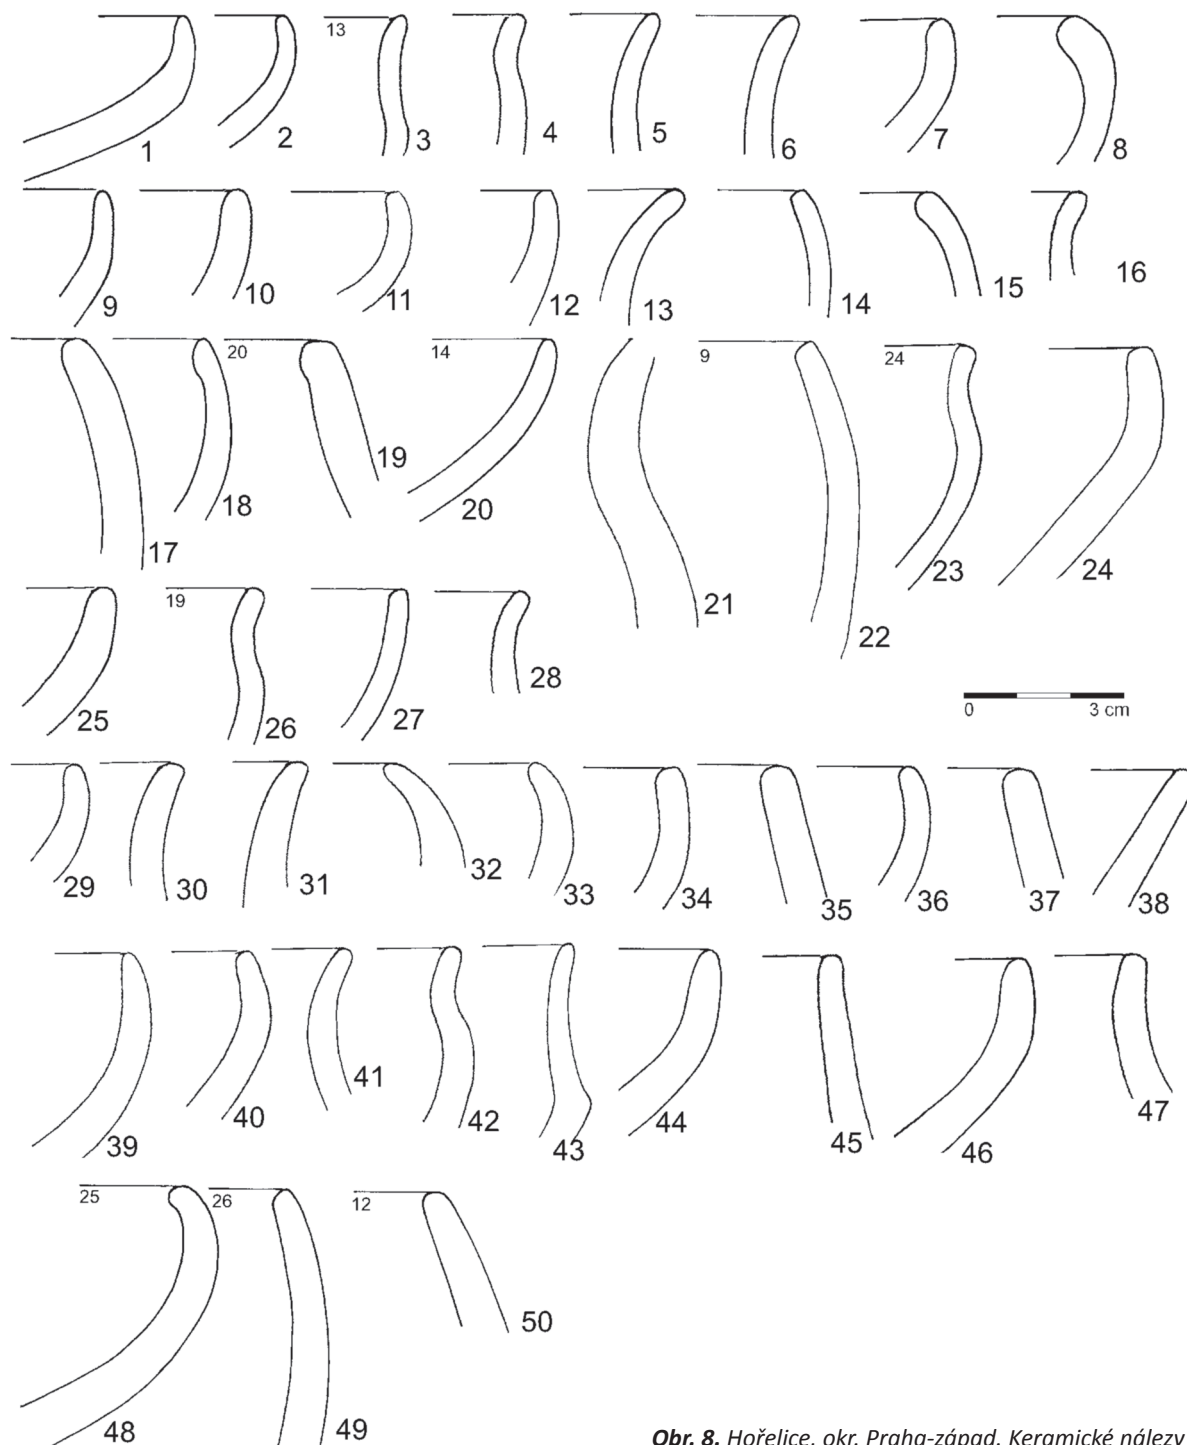 13
1 2 3 4 5 6 7 8
9 10 11 12 13 14 15 16
20 14 9 24
17 18 19 20 21 22 23 24
19
25 26 27 28
0 3 cm
29 30 31 32 33 34 35 36 37 38
39 40 41 42 43 44 45 46 47
25 26 12
48 49 50
Obr. 8. Hořelice, okr. Praha-západ. Keramické nálezy